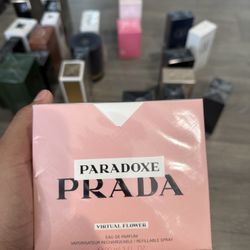 PARADOXE
PRADA
VIRTUAL FLOWER
EAU DE PARFUM
VAPORISATEUR RECHARGEABLE / REFILLABLE SPRAY